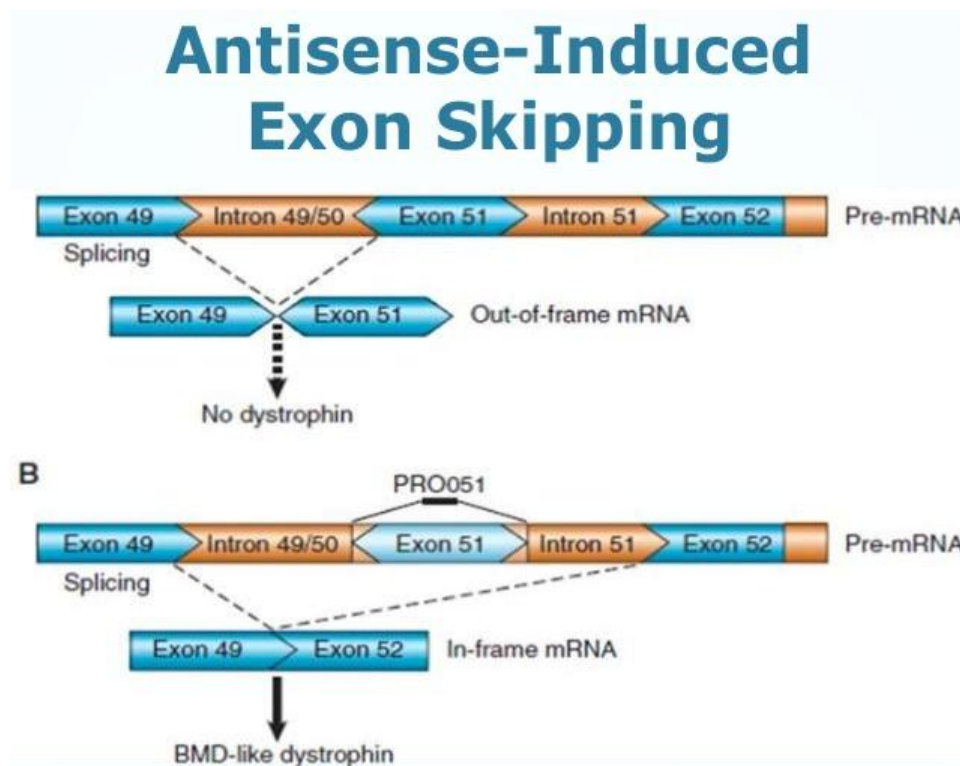 Antisense-Induced
Exon Skipping
Exon 49 Intron 49/50 Exon 51 Intron 51 Exon 52 Pre-mRNA
Splicing
Exon 49 Exon 51 Out-of-frame mRNA
No dystrophin
B
PRO051
Exon 49 Intron 49/50 Exon 51 Intron 51 Exon 52 Pre-mRNA
Splicing
Exon 49 Exon 52 In-frame mRNA
BMD-like dystrophin